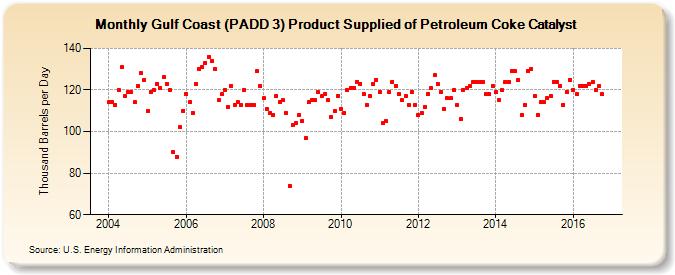 Monthly Gulf Coast (PADD 3) Product Supplied of Petroleum Coke Catalyst
Thousand Barrels per Day
140
120
100
80
60
2004 2006 2008 2010 2012 2014 2016
Source: U.S. Energy Information Administration